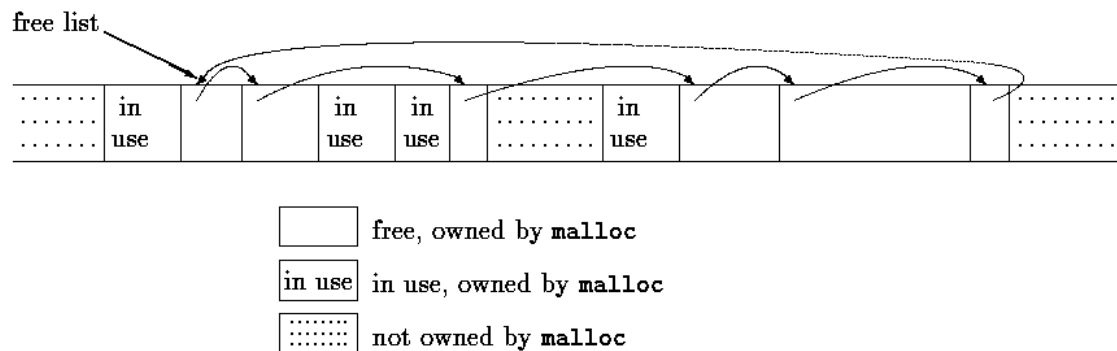 free list
in use
in use
in use
in use
free, owned by malloc
in use
in use, owned by malloc
not owned by malloc